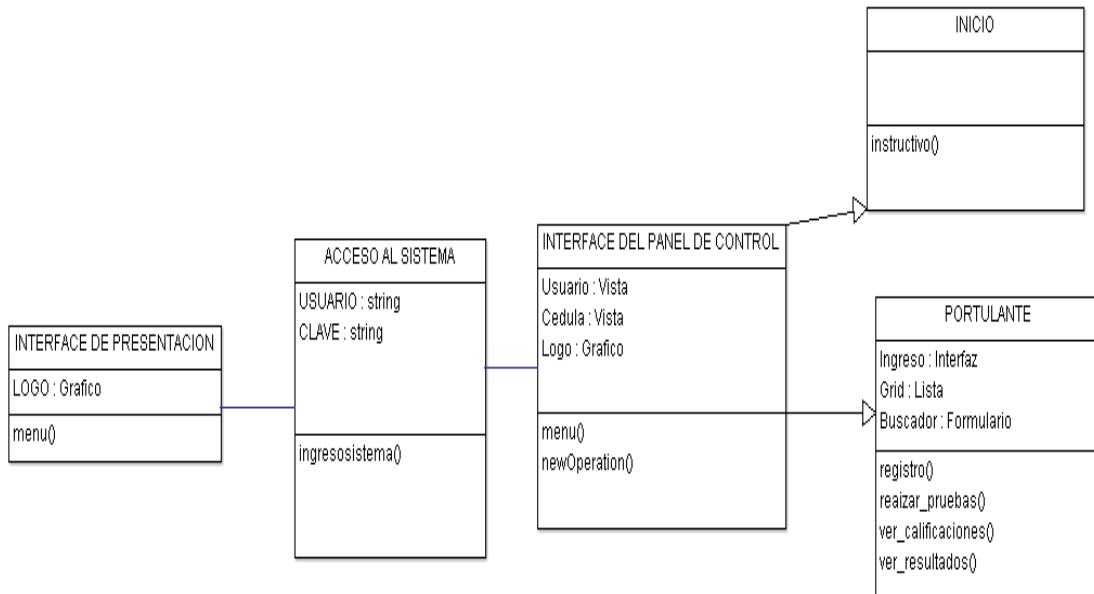 INICIO
instructivo()
INTERFACE DE PRESENTACION
LOGO : Grafico
menu()
ACCESO AL SISTEMA
USUARIO : string
CLAVE : string
ingresosistema()
INTERFACE DEL PANEL DE CONTROL
Usuario : Vista
Cedula : Vista
Logo : Grafico
menu()
newOperation()
PORTULANTE
Ingreso : Interfaz
Grid : Lista
Buscador : Formulario
registro()
reaizar_pruebas()
ver_calificaciones()
ver_resultados()